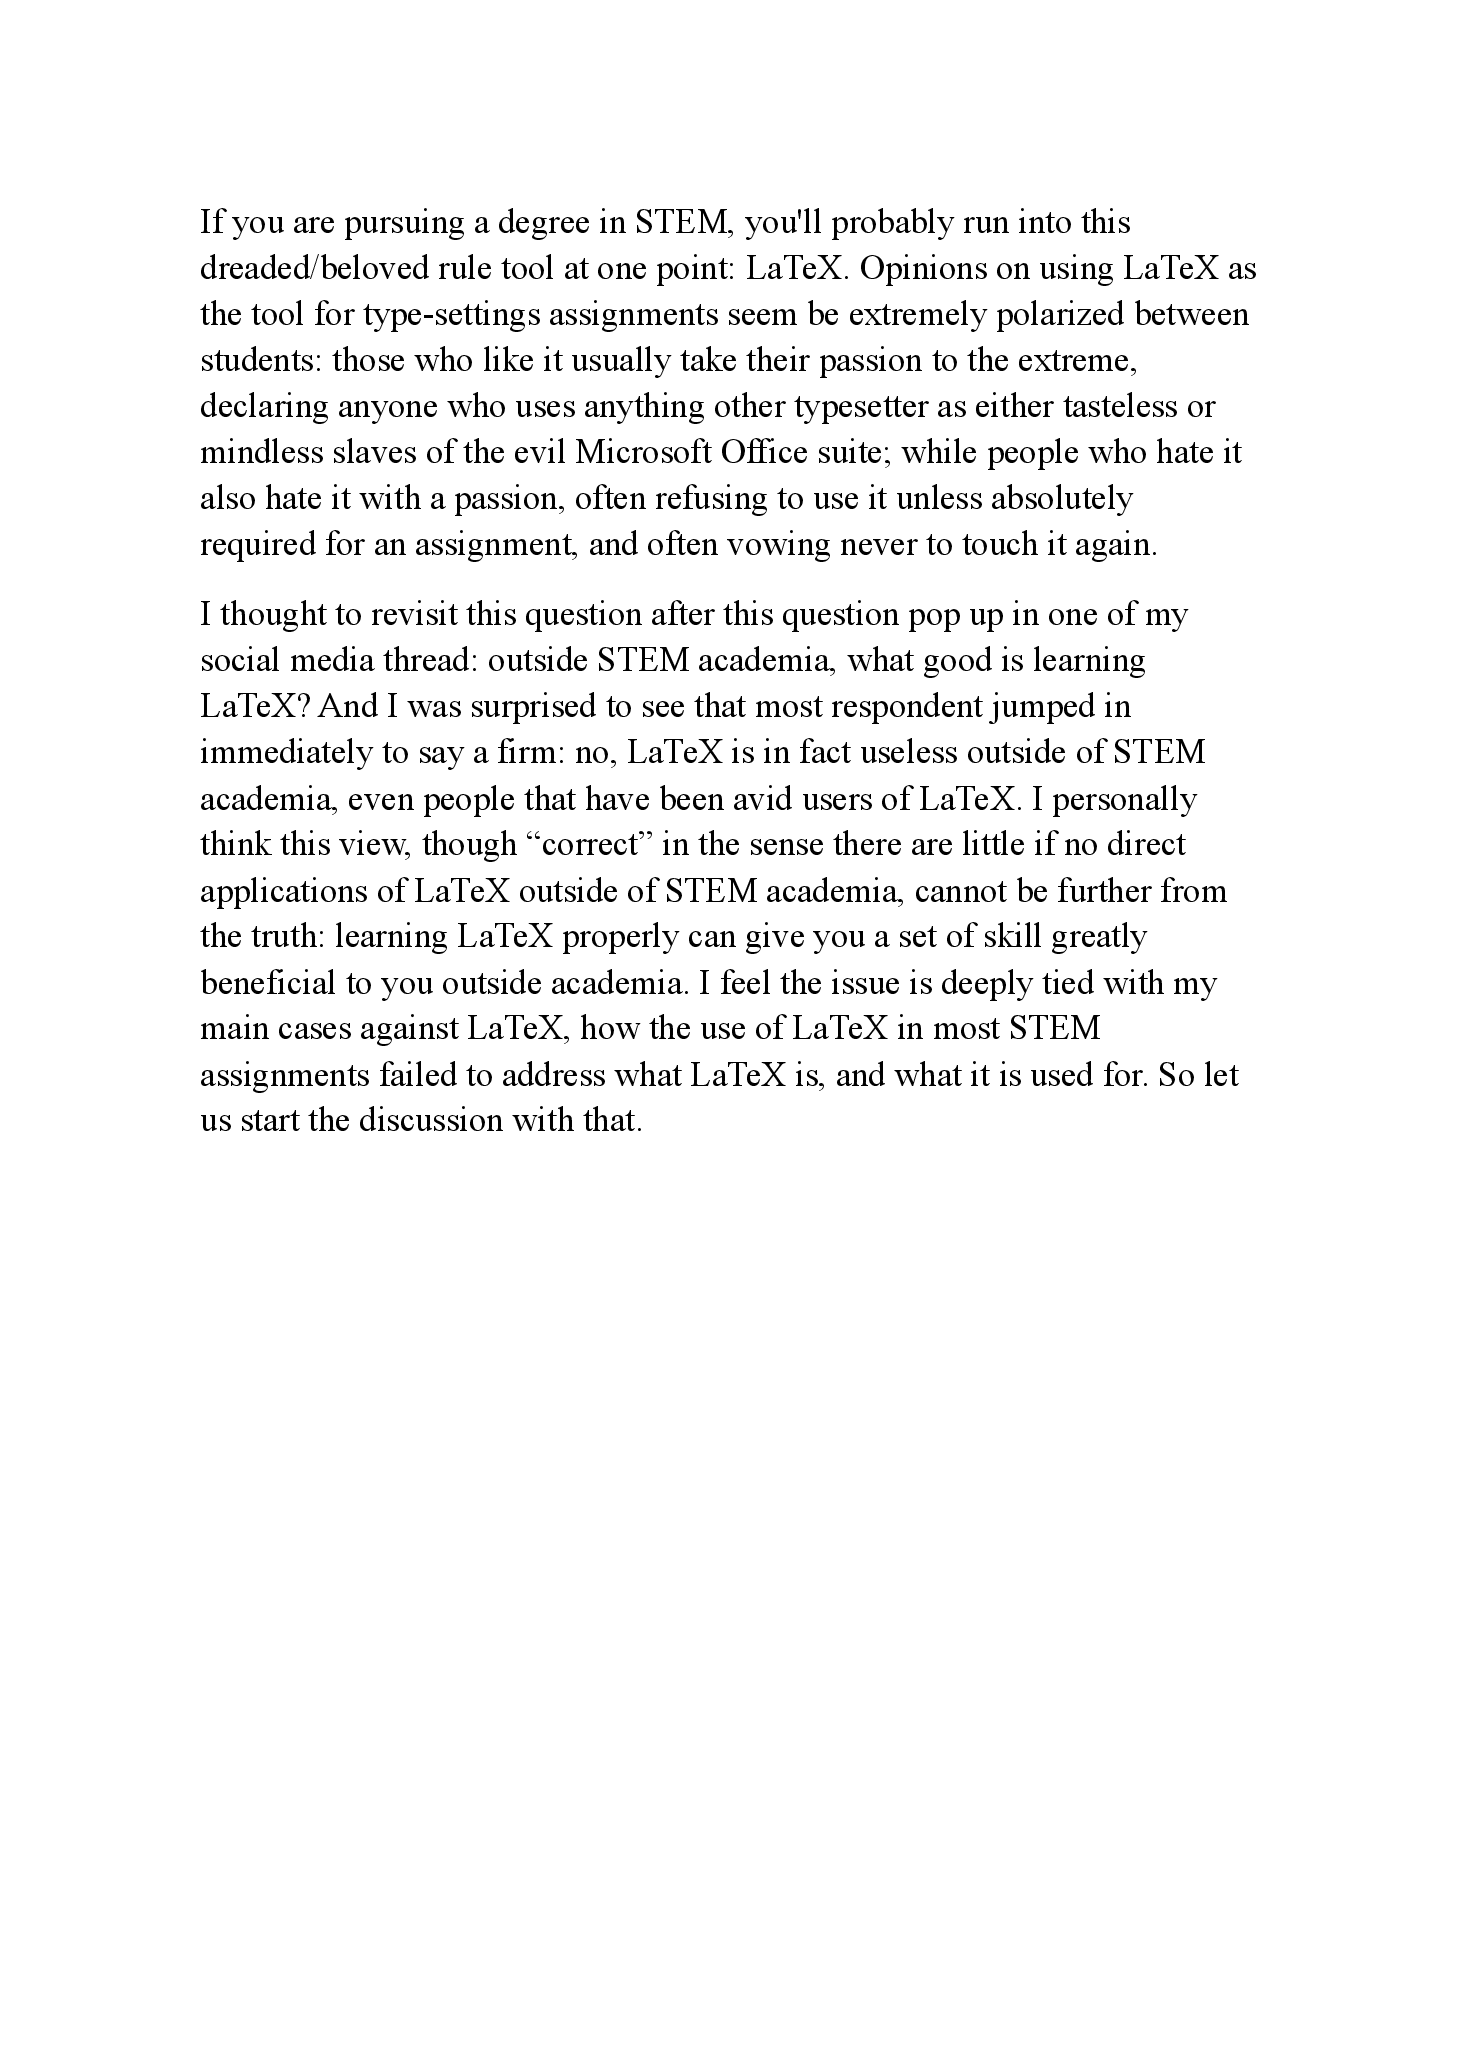 If you are pursuing a degree in STEM, you'll probably run into this
dreaded/beloved rule tool at one point: LaTeX. Opinions on using LaTeX as
the tool for type-settings assignments seem be extremely polarized between
students: those who like it usually take their passion to the extreme,
declaring anyone who uses anything other typesetter as either tasteless or
mindless slaves of the evil Microsoft Office suite; while people who hate it
also hate it with a passion, often refusing to use it unless absolutely
required for an assignment, and often vowing never to touch it again.
I thought to revisit this question after this question pop up in one of my
social media thread: outside STEM academia, what good is learning
LaTeX? And I was surprised to see that most respondent jumped in
immediately to say a firm: no, LaTeX is in fact useless outside of STEM
academia, even people that have been avid users of LaTeX. I personally
think this view, though “correct” in the sense there are little if no direct
applications of LaTeX outside of STEM academia, cannot be further from
the truth: learning LaTeX properly can give you a set of skill greatly
beneficial to you outside academia. I feel the issue is deeply tied with my
main cases against LaTeX, how the use of LaTeX in most STEM
assignments failed to address what LaTeX is, and what it is used for. So let
us start the discussion with that.